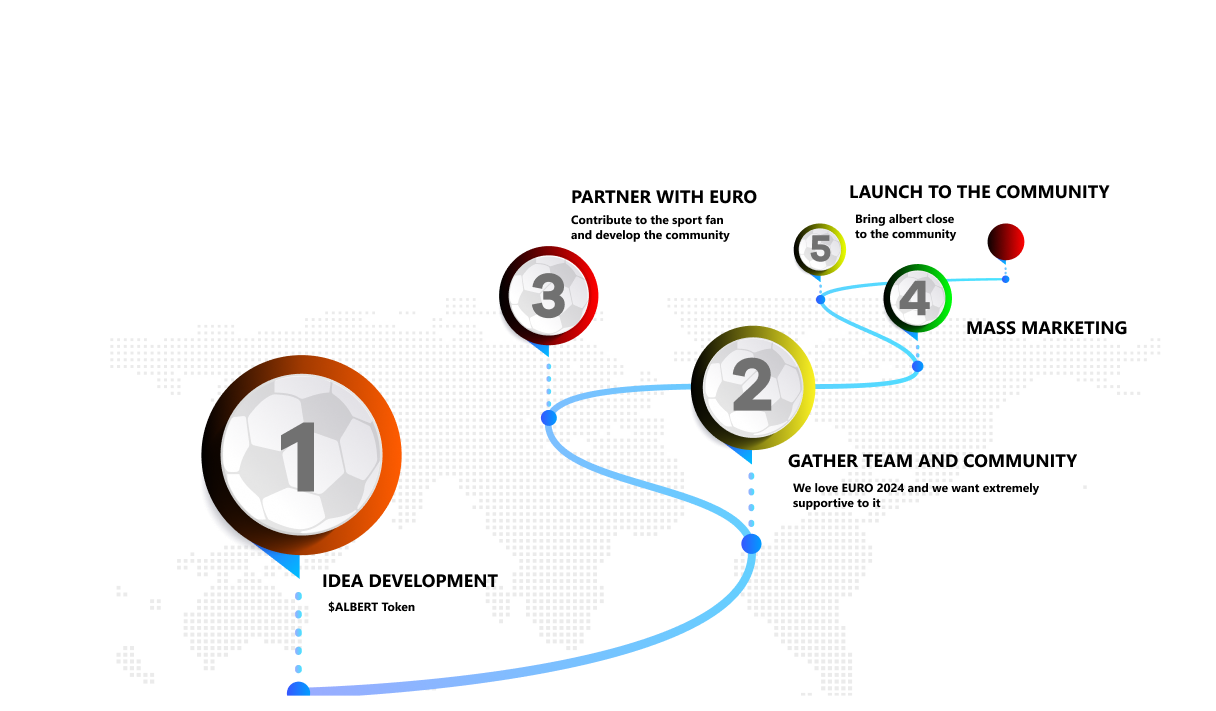 1
IDEA DEVELOPMENT
$ALBERT Token
2
GATHER TEAM AND COMMUNITY
We love EURO 2024 and we want extremely
supportive to it
3
PARTNER WITH EURO
Contribute to the sport fan
and develop the community
4
MASS MARKETING
5
LAUNCH TO THE COMMUNITY
Bring albert close
to the community